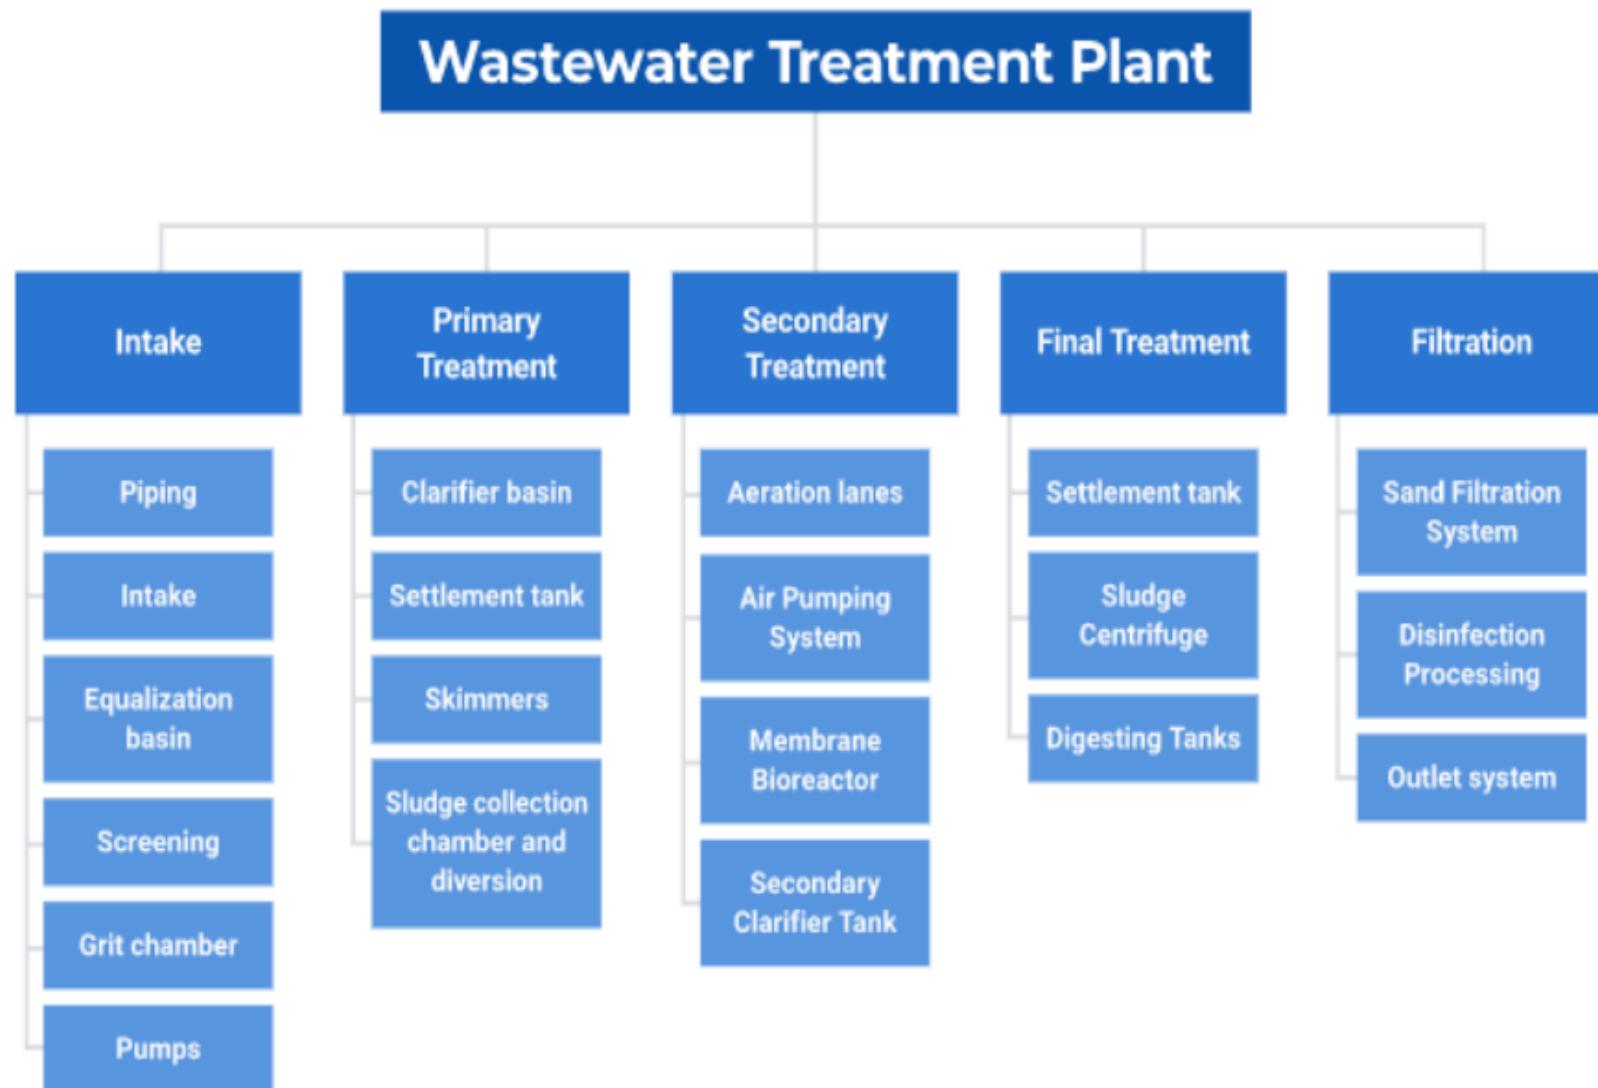 Wastewater Treatment Plant
Intake
Piping
Intake
Equalization
basin
Screening
Grit chamber
Pumps
Primary
Treatment
Clarifier basin
Settlement tank
Skimmers
Sludge collection
chamber and
diversion
Secondary
Treatment
Aeration lanes
Air Pumping
System
Membrane
Bioreactor
Secondary
Clarifier Tank
Final Treatment
Settlement tank
Sludge
Centrifuge
Digesting Tanks
Filtration
Sand Filtration
System
Disinfection
Processing
Outlet system